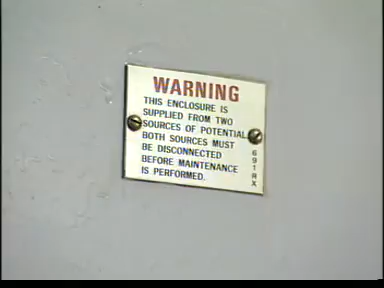 WARNING
THIS ENCLOSURE IS
SUPPLIED FROM TWO
SOURCES OF POTENTIAL
BOTH SOURCES MUST
BE DISCONNECTED
BEFORE MAINTENANCE
IS PERFORMED.
691RX